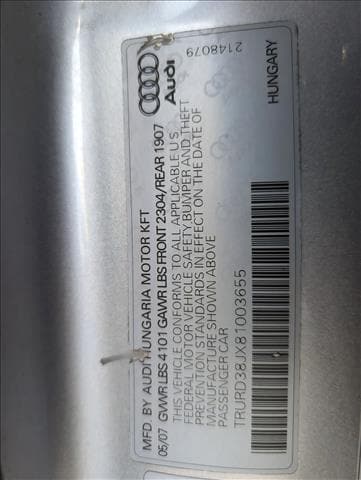 MFD. BY AUDI HUNGARIA MOTOR KFT
05/07 GVWR LBS 4101 GAWR LBS FRONT 2304/REAR 1907
THIS VEHICLE CONFORMS TO ALL APPLICABLE U S
FEDERAL MOTOR VEHICLE SAFETY, BUMPER AND THEFT
PREVENTION STANDARDS IN EFFECT ON THE DATE OF
MANUFACTURE SHOWN ABOVE
PASSENGER CAR
TRURD38JX81003655
Audi
2148079
HUNGARY